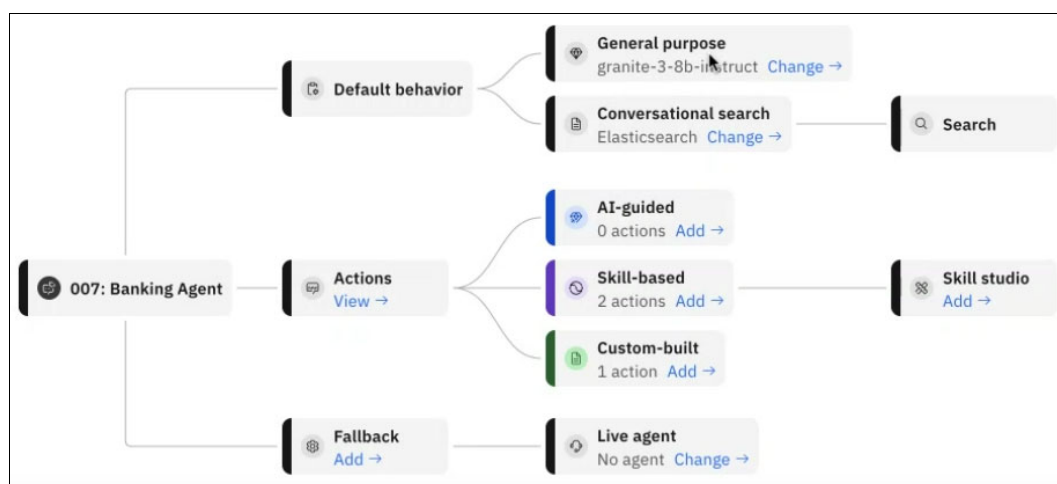 General purpose
granite-3-8b-instruct Change →
Default behavior
Conversational search
Elasticsearch Change →
Search
AI-guided
0 actions Add →
007: Banking Agent
Actions
View →
Skill-based
2 actions Add →
Skill studio
Add →
Custom-built
1 action Add →
Fallback
Add →
Live agent
No agent Change →